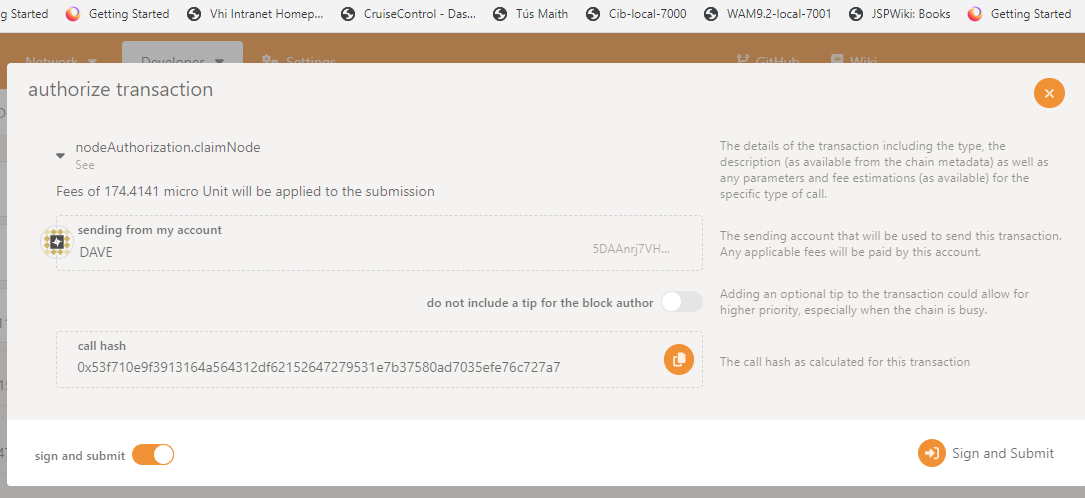 g Started Getting Started Vhi Intranet Homep... CruiseControl - Das... Tús Maith Cib-local-7000 WAM9.2-local-7001 JSPWiki: Books Getting Started
Network Developer Settings GitHub Wiki
authorize transaction
nodeAuthorization.claimNode
See
The details of the transaction including the type, the
description (as available from the chain metadata) as well as
any parameters and fee estimations (as available) for the
specific type of call.
Fees of 174.4141 micro Unit will be applied to the submission
sending from my account
DAVE
5DAAnrj7VH...
The sending account that will be used to send this transaction.
Any applicable fees will be paid by this account.
do not include a tip for the block author
Adding an optional tip to the transaction could allow for
higher priority, especially when the chain is busy.
call hash
0x53f710e9f3913164a564312df62152647279531e7b37580ad7035efe76c727a7
The call hash as calculated for this transaction
sign and submit
Sign and Submit